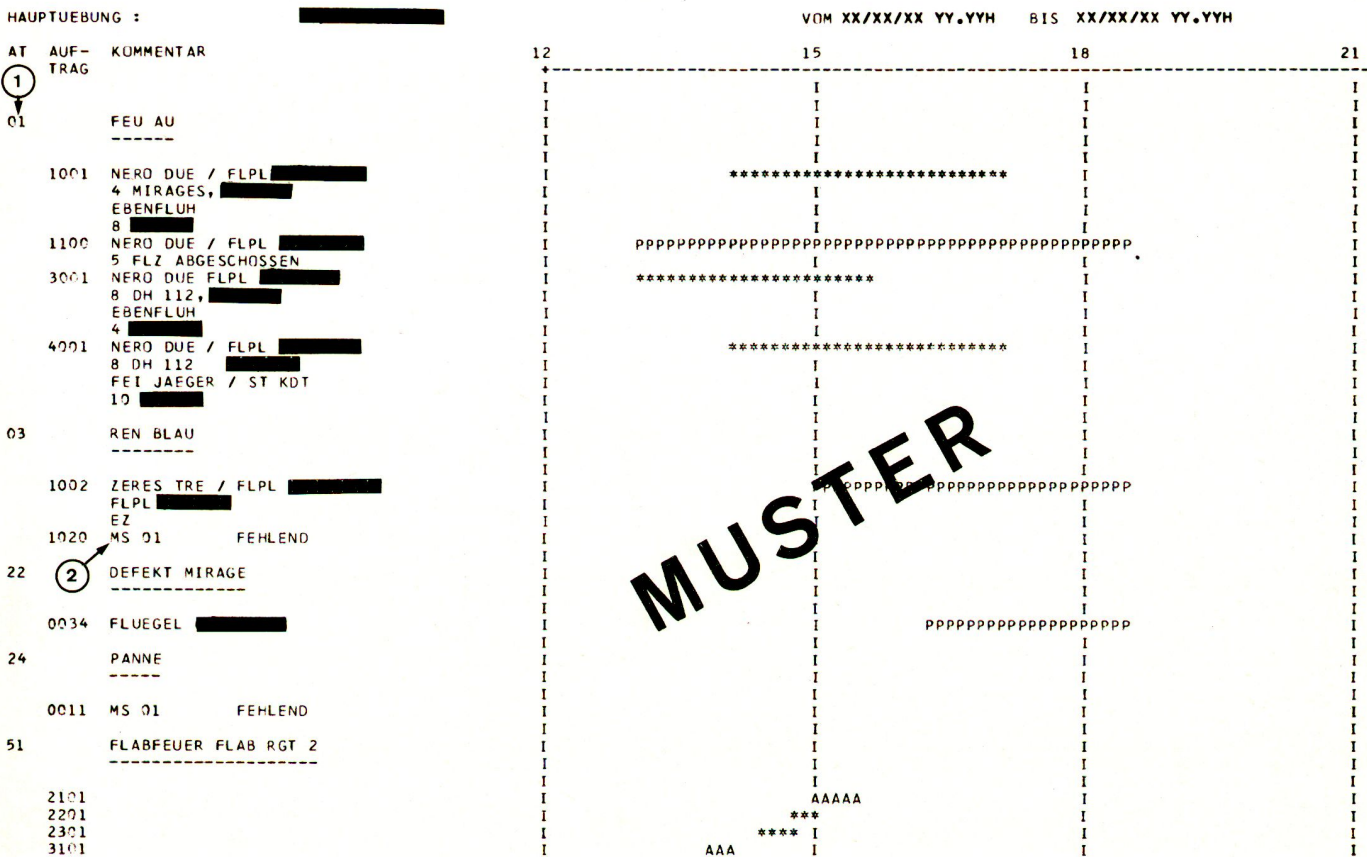 HAUPTUEBUNG : VOM XX/XX/XX YY.YYH BIS XX/XX/XX YY.YYH
AT AUF- KOMMENTAR 12 15 18 21
TRAG
1
01 FEU AU
1001 NERO DUE / FLPL ************************
4 MIRAGES,
EBENFLUH
8
1100 NERO DUE / FLPL PPPPPPPPPPPPPPPPPPPPPPPPPPPPPPPPPPPPPPPPPPPPPPPP
5 FLZ ABGESCHOSSEN
3001 NERO DUE FLPL ***********************
8 DH 112,
EBENFLUH
4
4001 NERO DUE / FLPL ************************
8 DH 112
FEI JAEGER / ST KDT
10
03 REN BLAU
MUSTER
1002 ZERES TRE / FLPL PPPPPPPPPPPPPPPPPPPPPPPPPPPPPP
FLPL
EZ
1020 MS 01 FEHLEND
22 2 DEFEKT MIRAGE
0034 FLUEGEL PPPPPPPPPPPPPPPPPPPP
24 PANNE
0011 MS 01 FEHLEND
51 FLABFEUER FLAB RGT 2
2101 AAAAA
2201 ***
2301 ****
3101 AAA